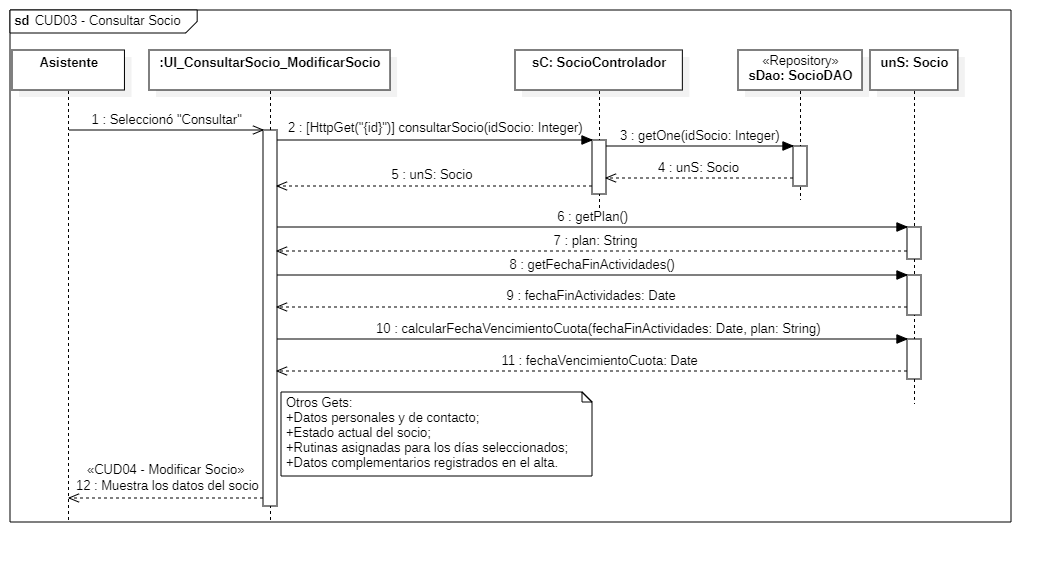 sd CUD03 - Consultar Socio
Asistente
:UI_ConsultarSocio_ModificarSocio
sC: SocioControlador
«Repository»
sDao: SocioDAO
unS: Socio
1 : Seleccionó "Consultar"
2 : [HttpGet("{id}")] consultarSocio(idSocio: Integer)
3 : getOne(idSocio: Integer)
4 : unS: Socio
5 : unS: Socio
6 : getPlan()
7 : plan: String
8 : getFechaFinActividades()
9 : fechaFinActividades: Date
10 : calcularFechaVencimientoCuota(fechaFinActividades: Date, plan: String)
11 : fechaVencimientoCuota: Date
Otros Gets:
+Datos personales y de contacto;
+Estado actual del socio;
+Rutinas asignadas para los días seleccionados;
+Datos complementarios registrados en el alta.
«CUD04 - Modificar Socio»
12 : Muestra los datos del socio